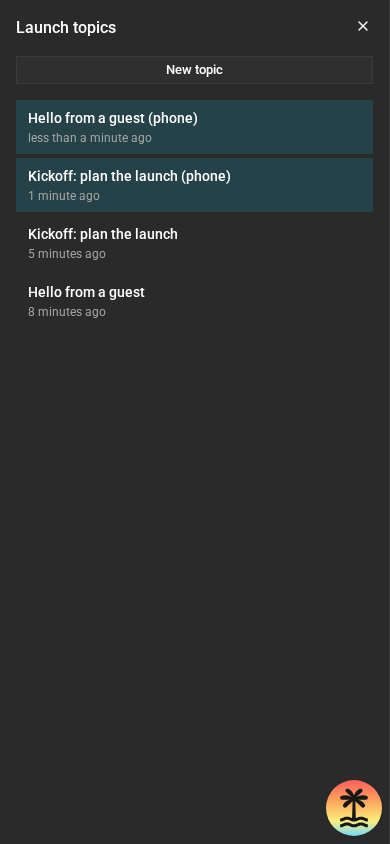 Launch topics
New topic
Hello from a guest (phone)
less than a minute ago
Kickoff: plan the launch (phone)
1 minute ago
Kickoff: plan the launch
5 minutes ago
Hello from a guest
8 minutes ago